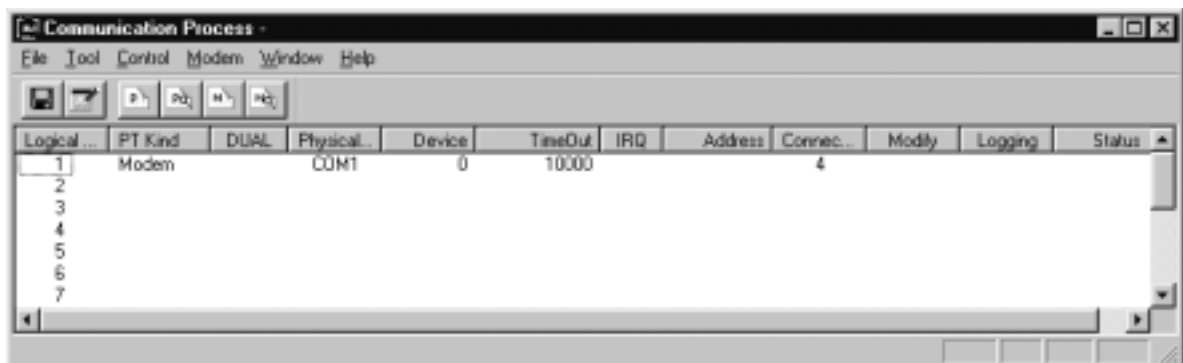 Communication Process -
File Tool Control Modem Window Help
Logical ... PT Kind DUAL Physical... Device TimeOut IRQ Address Connec... Modify Logging Status
1 Modem COM1 0 10000 4
2
3
4
5
6
7